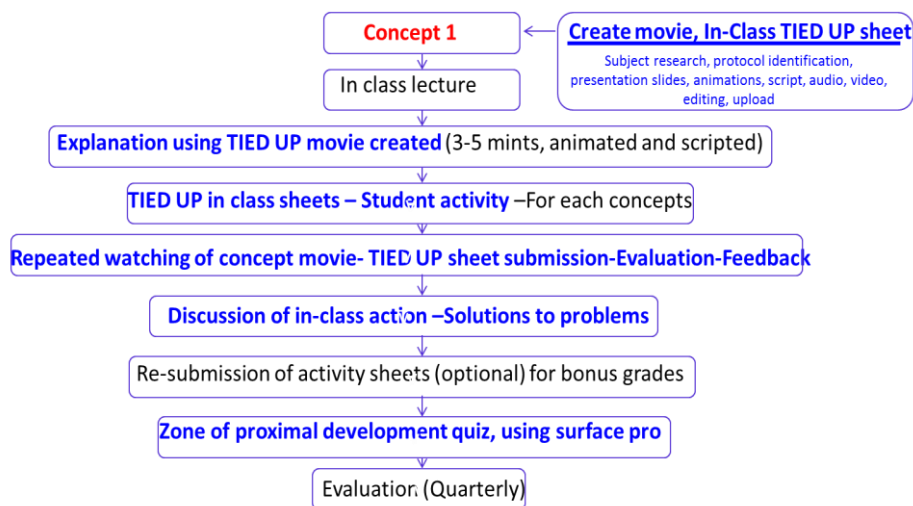 Concept 1
Create movie, In-Class TIED UP sheet
Subject research, protocol identification,
presentation slides, animations, script, audio, video,
editing, upload
In class lecture
Explanation using TIED UP movie created (3-5 mints, animated and scripted)
TIED UP in class sheets – Student activity –For each concepts
Repeated watching of concept movie- TIED UP sheet submission-Evaluation-Feedback
Discussion of in-class action –Solutions to problems
Re-submission of activity sheets (optional) for bonus grades
Zone of proximal development quiz, using surface pro
Evaluation (Quarterly)